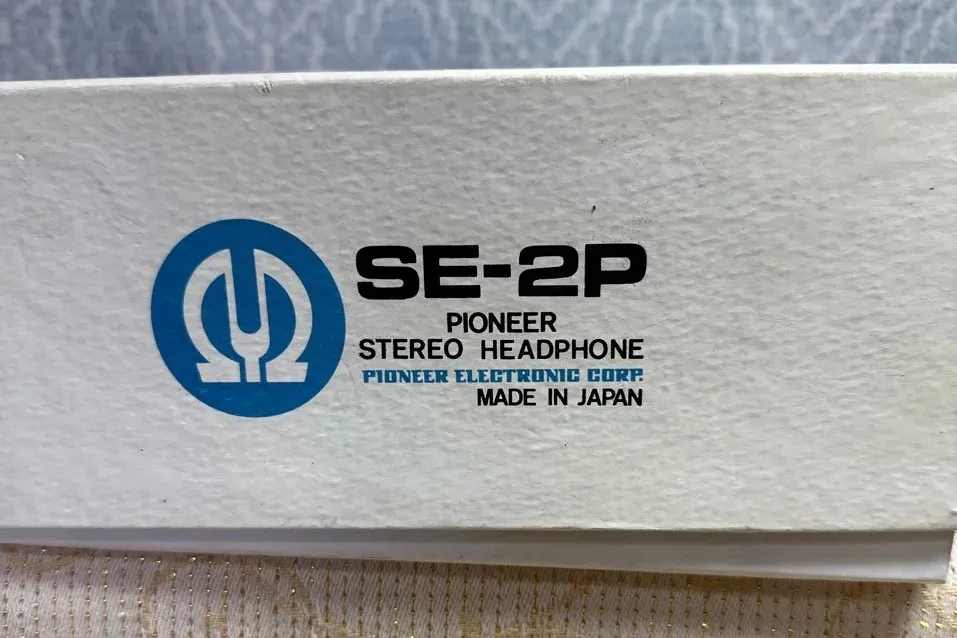 SE-2P
PIONEER
STEREO HEADPHONE
PIONEER ELECTRONIC CORP.
MADE IN JAPAN